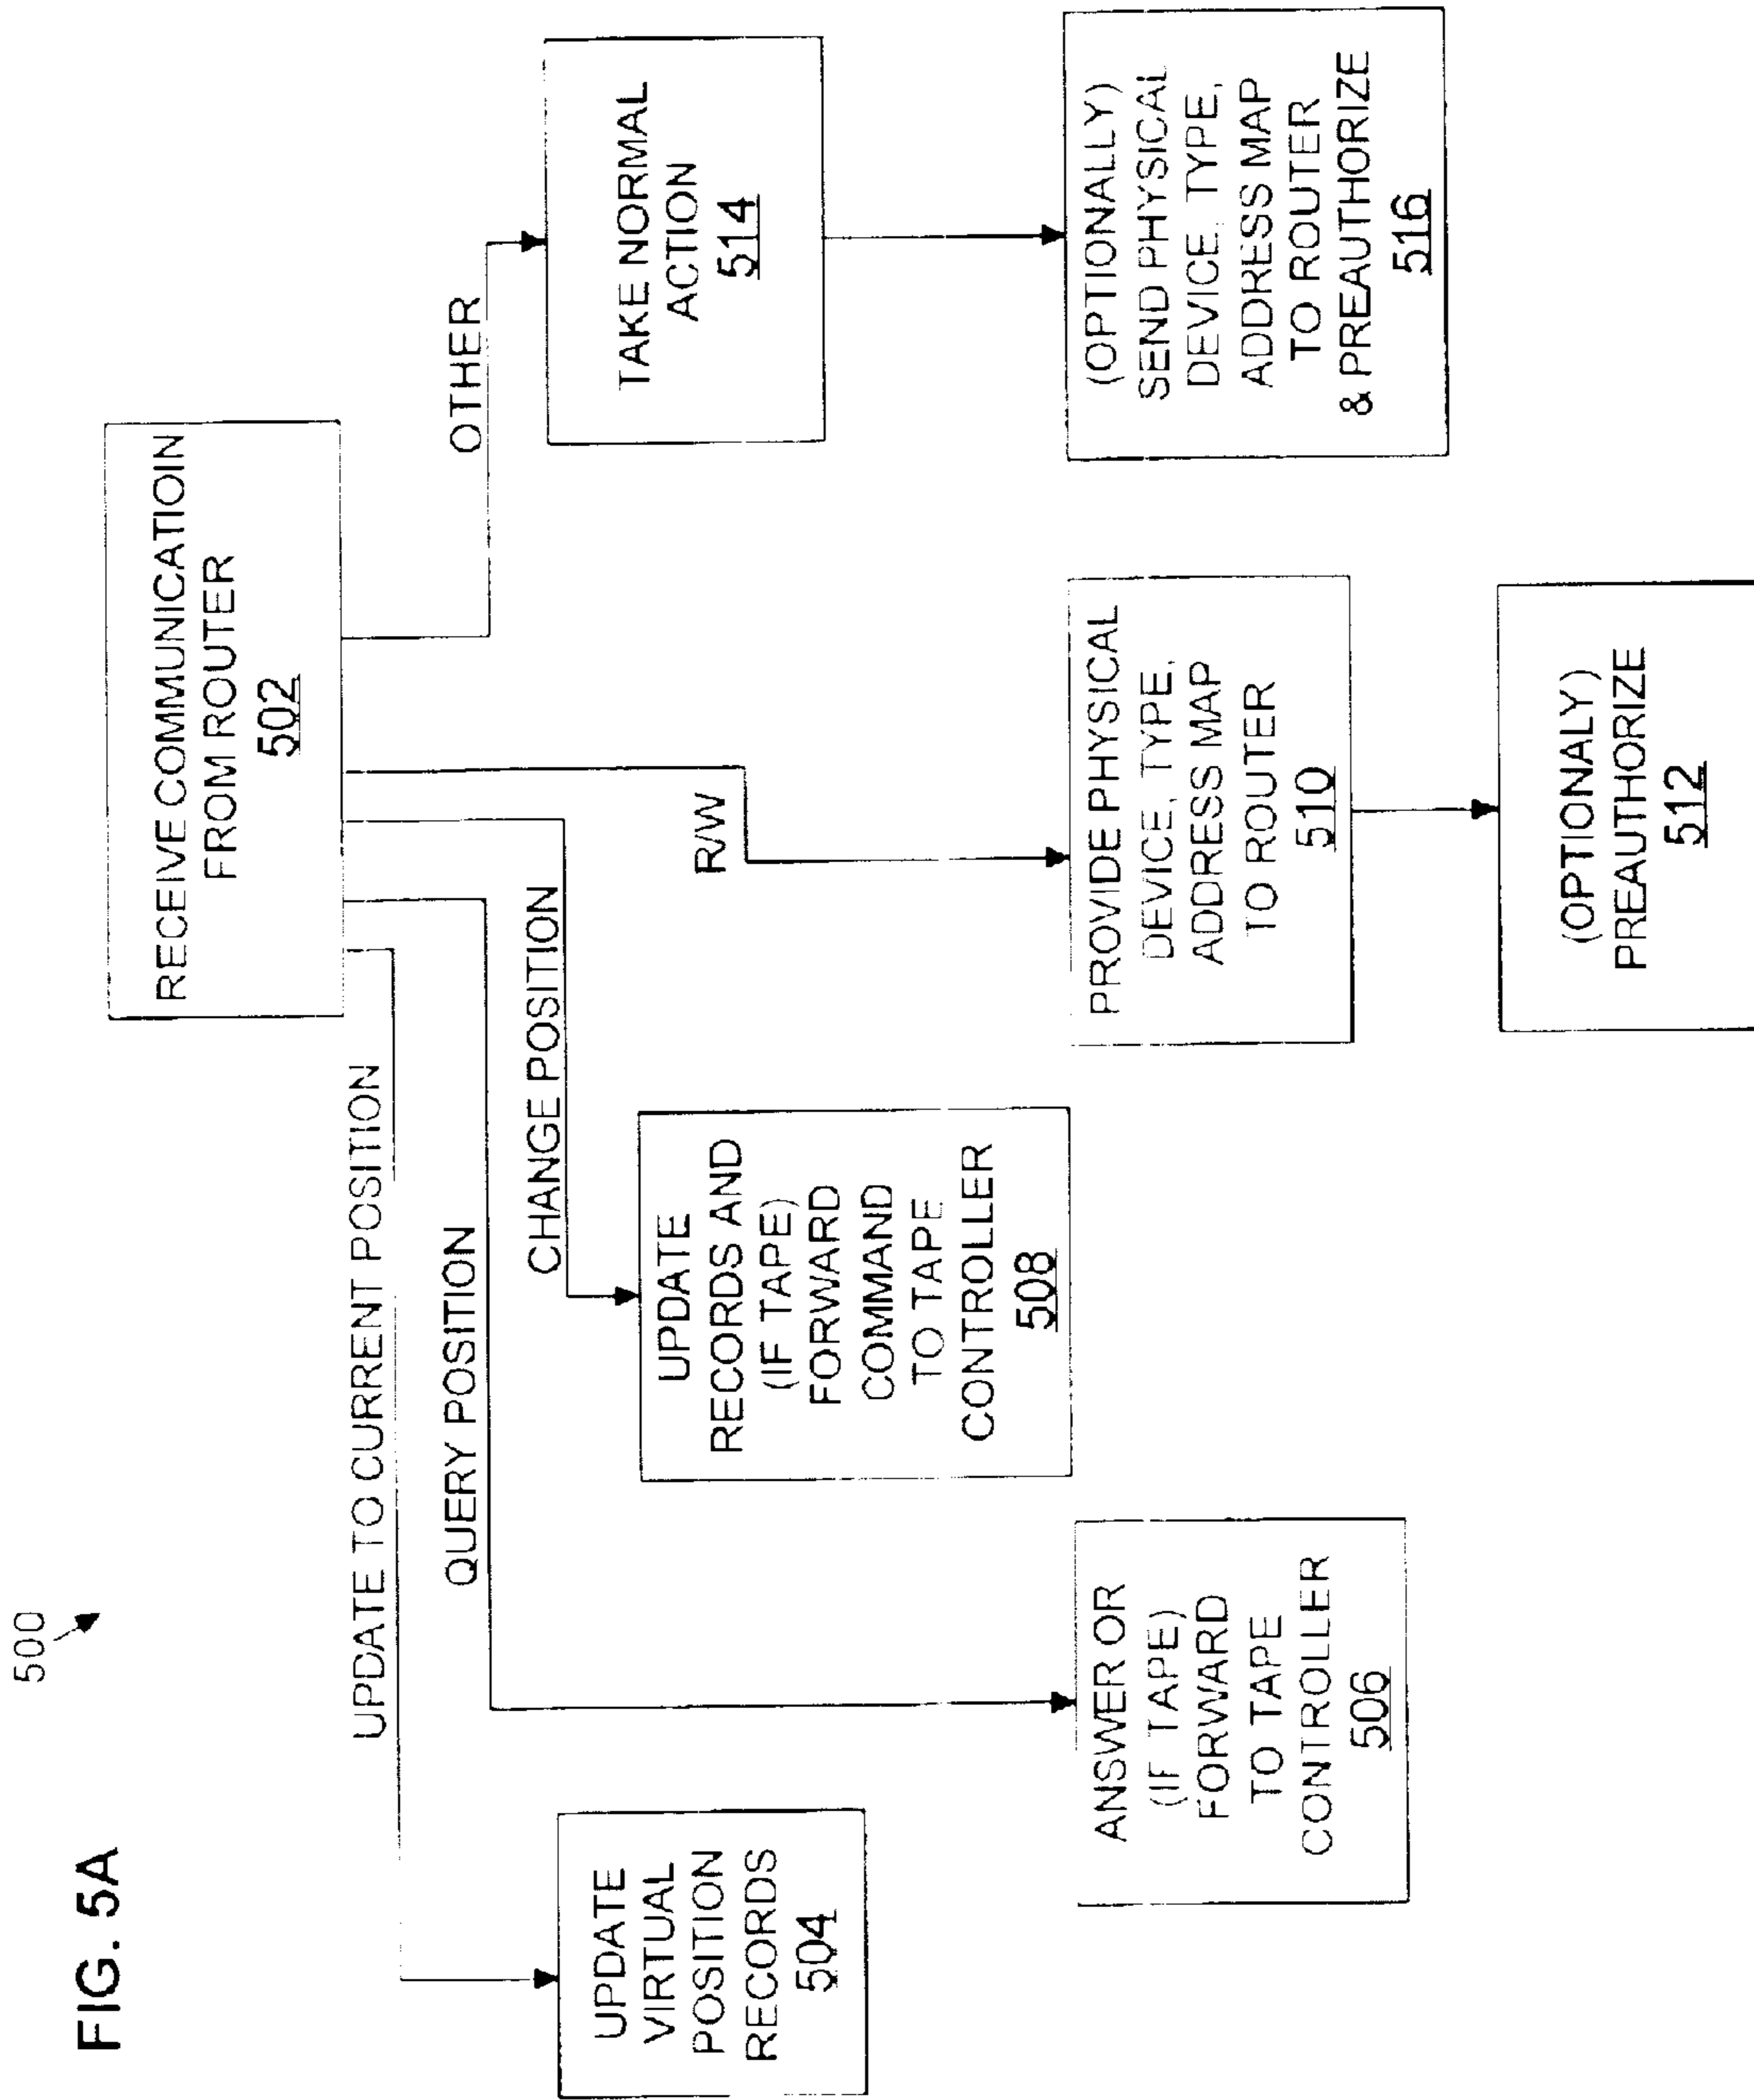 FIG. 5A
500
RECEIVE COMMUNICATIOIN
FROM ROUTER
502
UPDATE TO CURRENT POSITION
QUERY POSITION
CHANGE POSITION
R/W
OTHER
UPDATE
VIRTUAL
POSITION
RECORDS
504
ANSWER OR
(IF TAPE)
FORWARD
TO TAPE
CONTROLLER
506
UPDATE
RECORDS AND
(IF TAPE)
FORWARD
COMMAND
TO TAPE
CONTROLLER
508
PROVIDE PHYSICAL
DEVICE, TYPE,
ADDRESS MAP
TO ROUTER
510
(OPTIONALY)
PREAUTHORIZE
512
TAKE NORMAL
ACTION
514
(OPTIONALLY)
SEND PHYSICAL
DEVICE, TYPE,
ADDRESS MAP
TO ROUTER
& PREAUTHORIZE
516